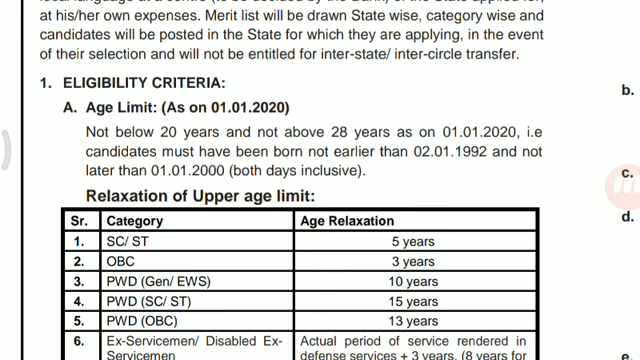 at his/her own expenses. Merit list will be drawn State wise, category wise and
candidates will be posted in the State for which they are applying, in the event
of their selection and will not be entitled for inter-state/ inter-circle transfer.
1. ELIGIBILITY CRITERIA:
A. Age Limit: (As on 01.01.2020)
Not below 20 years and not above 28 years as on 01.01.2020, i.e
candidates must have been born not earlier than 02.01.1992 and not
later than 01.01.2000 (both days inclusive).
Relaxation of Upper age limit:
Sr. Category Age Relaxation
1. SC/ ST 5 years
2. OBC 3 years
3. PWD (Gen/ EWS) 10 years
4. PWD (SC/ ST) 15 years
5. PWD (OBC) 13 years
6. Ex-Servicemen/ Disabled Ex- Actual period of service rendered in
Servicemen defense services + 3 years, (8 years for
b.
c.
d.
e.